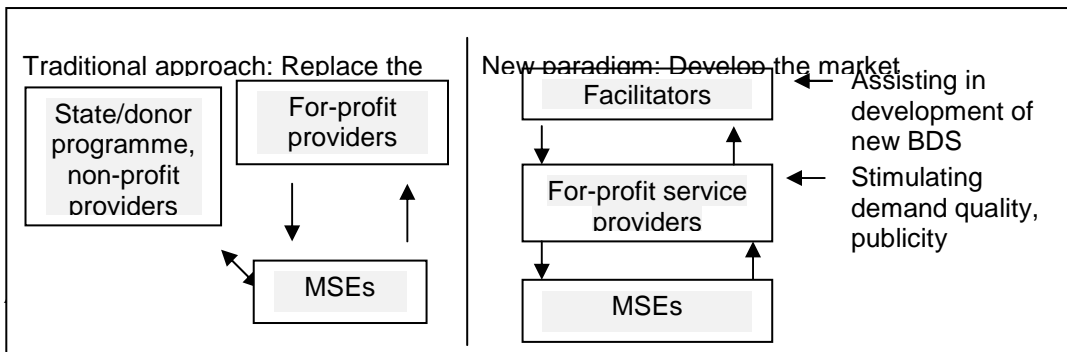 Traditional approach: Replace the
State/donor
programme,
non-profit
providers
For-profit
providers
MSEs
New paradigm: Develop the market
Facilitators
For-profit service
providers
MSEs
Assisting in
development of
new BDS
Stimulating
demand quality,
publicity